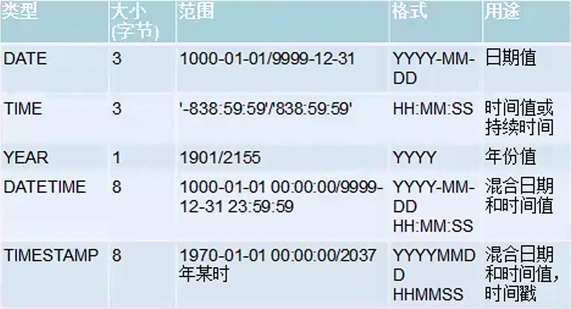 类型 大小 范围 格式 用途
(字节)
DATE 3 1000-01-01/9999-12-31 YYYY-MM- 日期值
DD
TIME 3 '-838:59:59'/'838:59:59' HH:MM:SS 时间值或
持续时间
YEAR 1 1901/2155 YYYY 年份值
DATETIME 8 1000-01-01 00:00:00/9999- YYYY-MM- 混合日期
12-31 23:59:59 DD 和时间值
HH:MM:SS
TIMESTAMP 8 1970-01-01 00:00:00/2037 YYYYMMD 混合日期
年某时 D 和时间值，
HHMMSS 时间戳